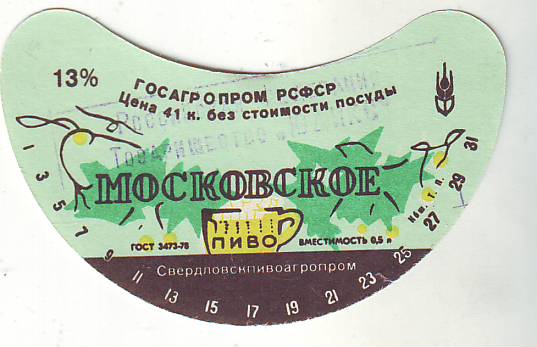 13%
ГОСАГРОПРОМ РСФСР
Цена 41 к. без стоимости посуды
МОСКОВСКОЕ
ПИВО
ГОСТ 3473-78
ВМЕСТИМОСТЬ 0,5 л
Свердловскпивоагропром
1 3 5 7 9 11 13 15 17 19 21 23 25 27 29 31